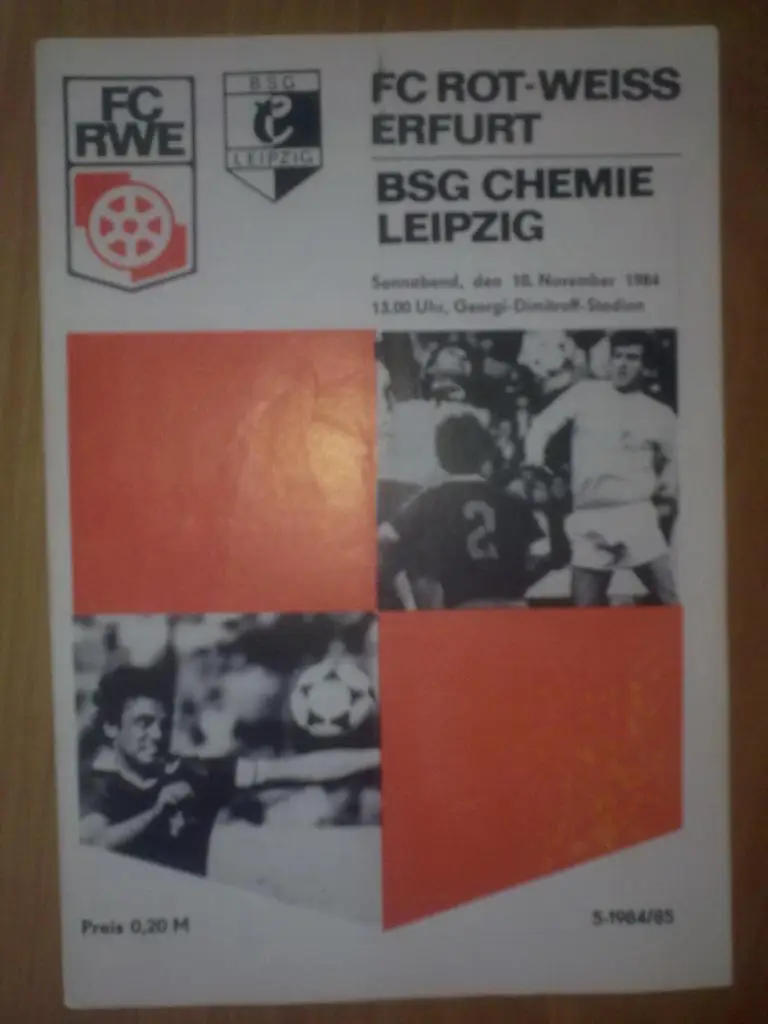 FC
RWE
BSG
LEIPZIG
FC ROT-WEISS
ERFURT
BSG CHEMIE
LEIPZIG
Sonnabend, den 10. November 1984
13.00 Uhr, Georgi-Dimitroff-Stadion
2
Preis 0,20 M
5-1984/85